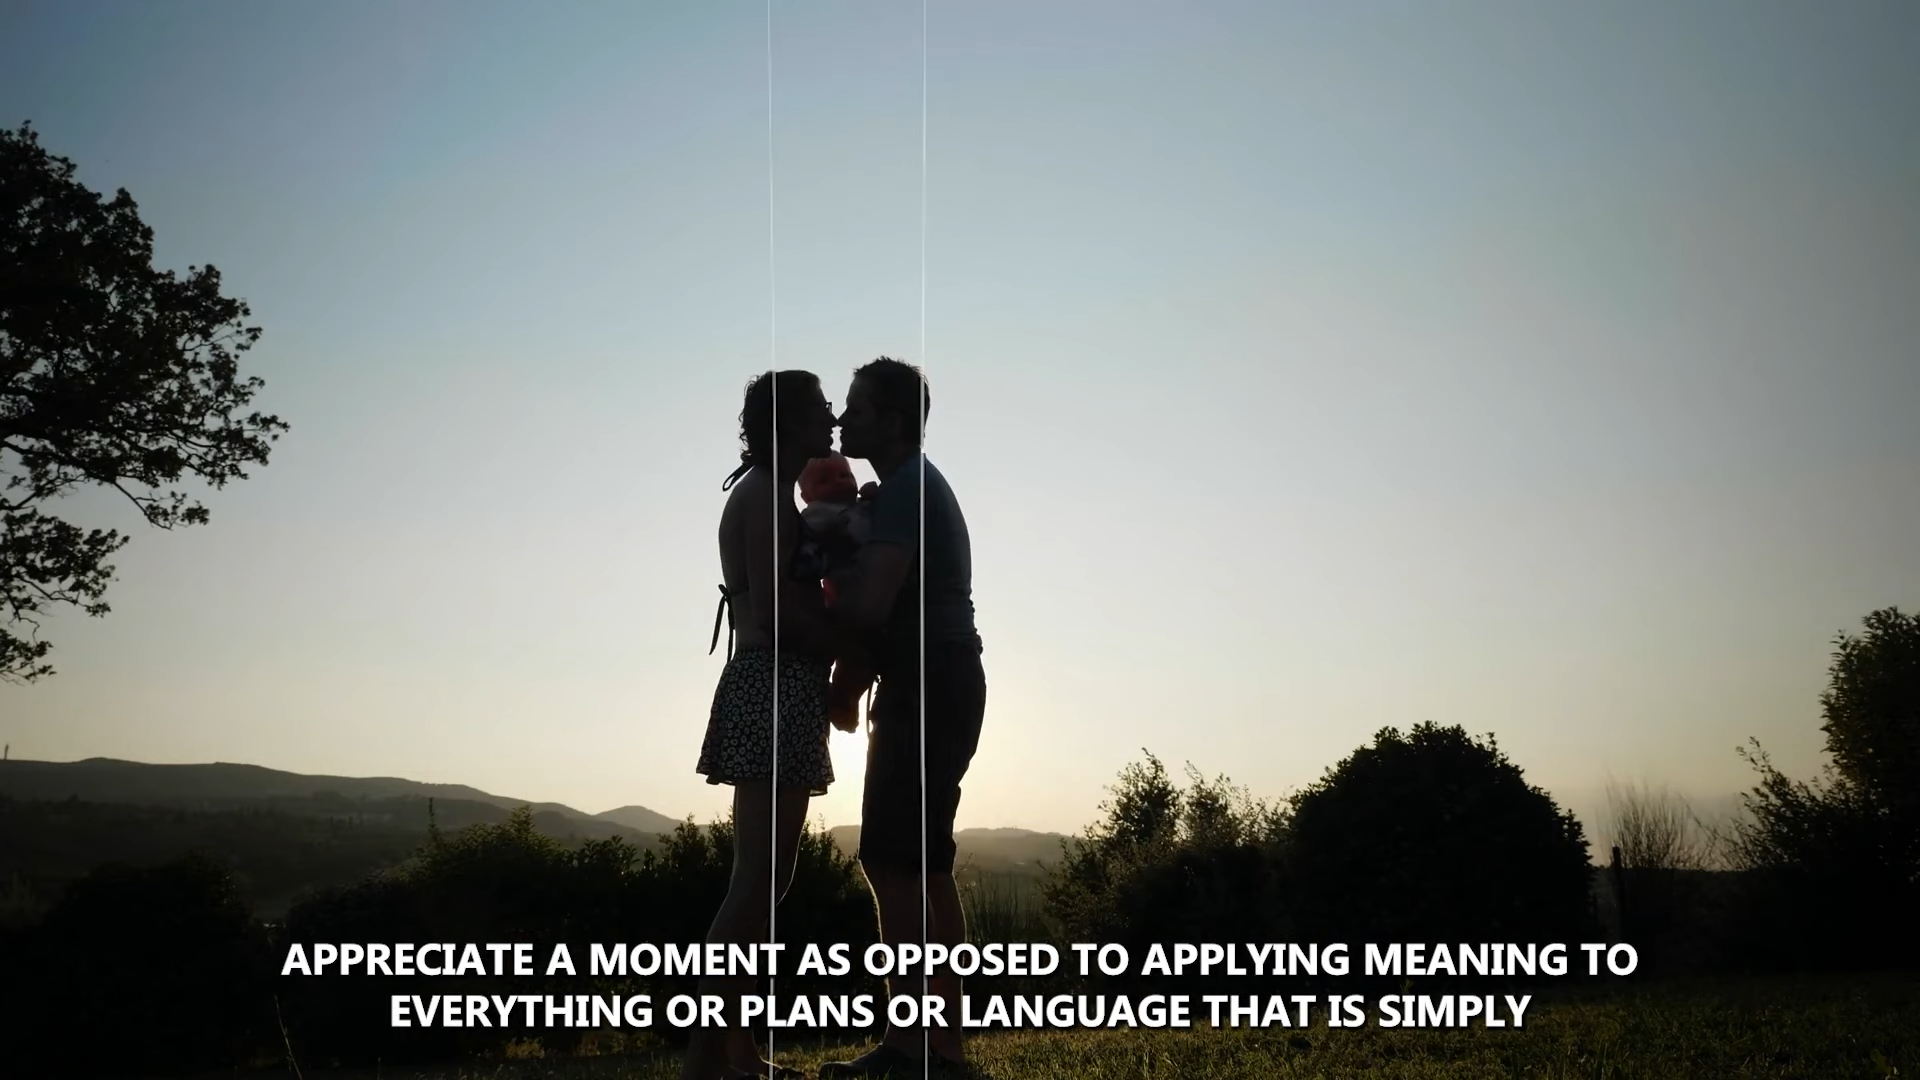 APPRECIATE A MOMENT AS OPPOSED TO APPLYING MEANING TO
EVERYTHING OR PLANS OR LANGUAGE THAT IS SIMPLY